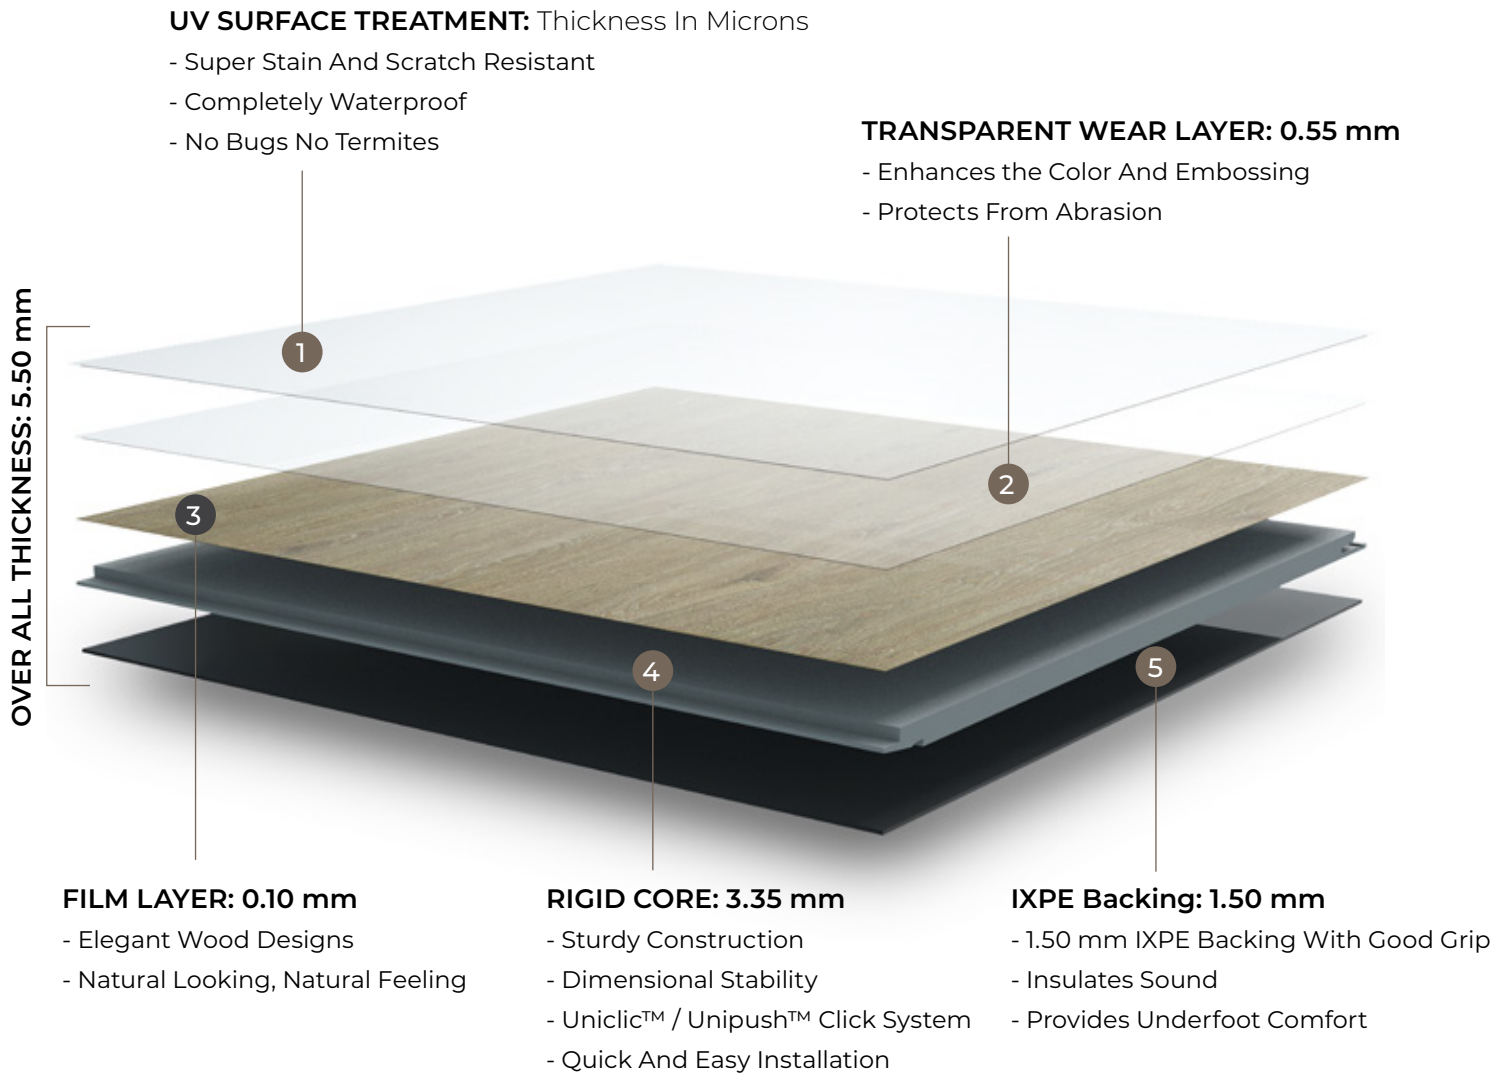 UV SURFACE TREATMENT: Thickness In Microns
- Super Stain And Scratch Resistant
- Completely Waterproof
- No Bugs No Termites
TRANSPARENT WEAR LAYER: 0.55 mm
- Enhances the Color And Embossing
- Protects From Abrasion
OVER ALL THICKNESS: 5.50 mm
1
2
3
4
5
FILM LAYER: 0.10 mm
- Elegant Wood Designs
- Natural Looking, Natural Feeling
RIGID CORE: 3.35 mm
- Sturdy Construction
- Dimensional Stability
- Uniclic™ / Unipush™ Click System
- Quick And Easy Installation
IXPE Backing: 1.50 mm
- 1.50 mm IXPE Backing With Good Grip
- Insulates Sound
- Provides Underfoot Comfort